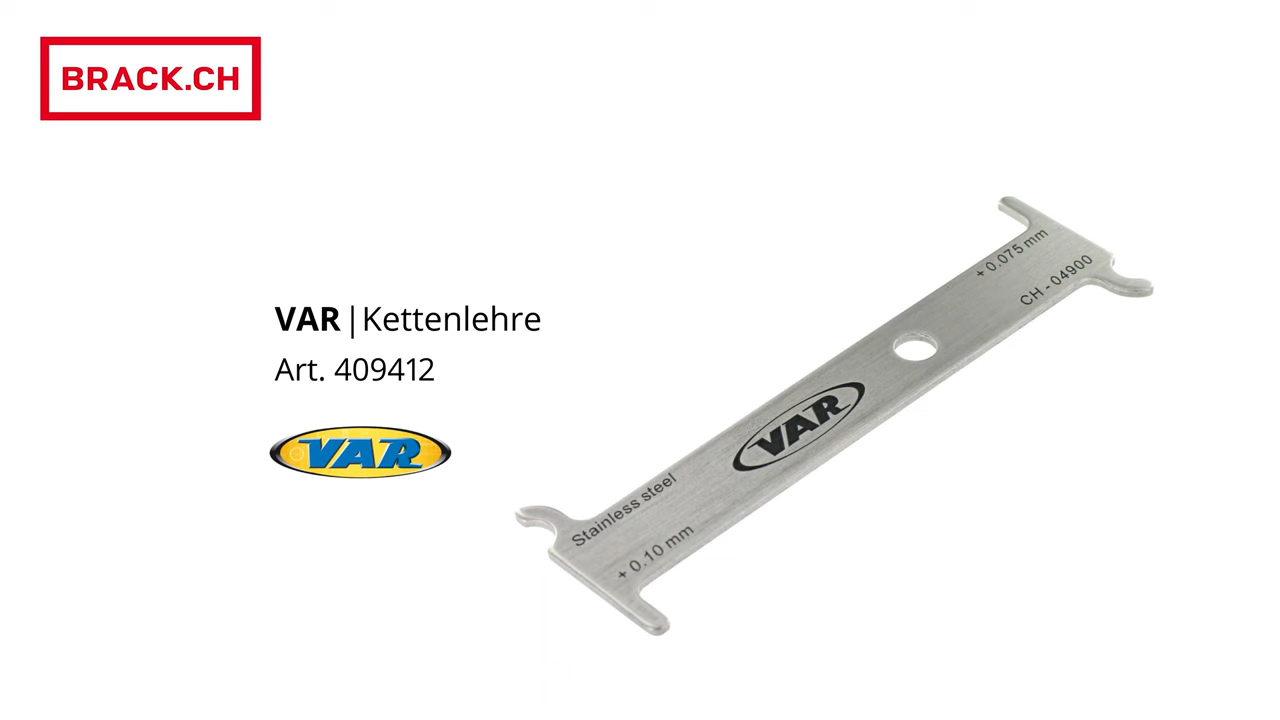 BRACK.CH
VAR|Kettenlehre
Art. 409412
VAR
+ 0.075 mm
CH - 04900
VAR
Stainless steel
+ 0.10 mm